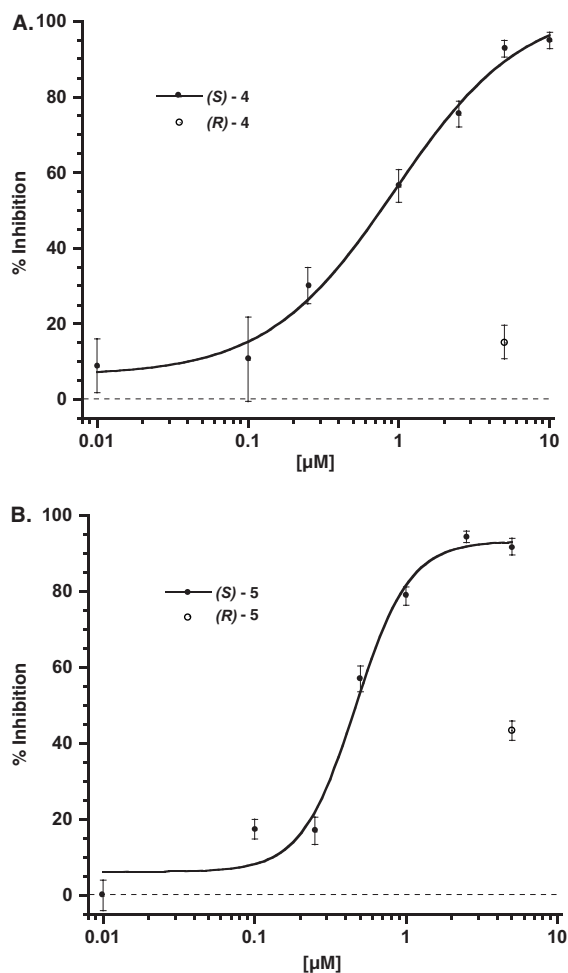 A.
100
80
60
40
20
0
% Inhibition
(S) - 4
(R) - 4
0.01 0.1 1 10
[µM]
B.
100
80
60
40
20
0
% Inhibition
(S) - 5
(R) - 5
0.01 0.1 1 10
[µM]